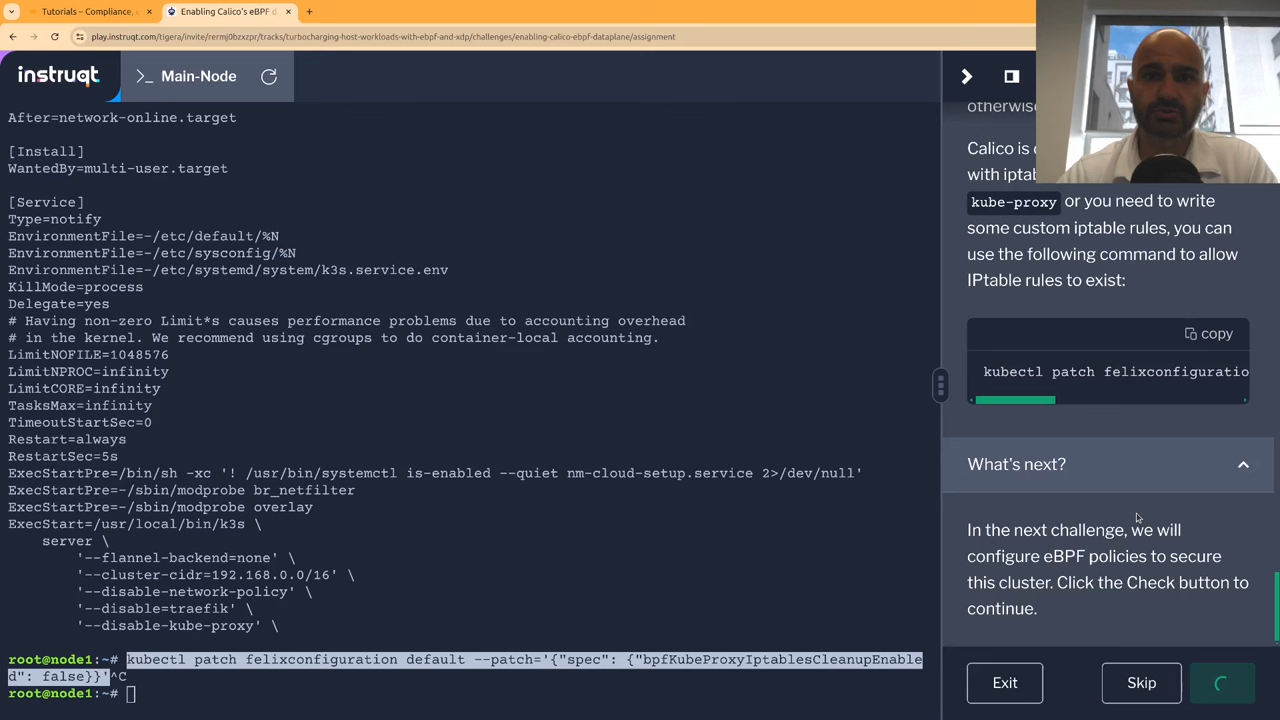 Tutorials – Compliance,
Enabling Calico's eBPF d
play.instruqt.com/tigera/invite/rermj0bzxzpr/tracks/turbocharging-host-workloads-with-ebpf-and-xdp/challenges/enabling-calico-ebpf-dataplane/assignment
instruqt
>_ Main-Node
After=network-online.target
[Install]
WantedBy=multi-user.target
[Service]
Type=notify
EnvironmentFile=-/etc/default/%N
EnvironmentFile=-/etc/sysconfig/%N
EnvironmentFile=-/etc/systemd/system/k3s.service.env
KillMode=process
Delegate=yes
# Having non-zero Limit*s causes performance problems due to accounting overhead
# in the kernel. We recommend using cgroups to do container-local accounting.
LimitNOFILE=1048576
LimitNPROC=infinity
LimitCORE=infinity
TasksMax=infinity
TimeoutStartSec=0
Restart=always
RestartSec=5s
ExecStartPre=/bin/sh -xc '! /usr/bin/systemctl is-enabled --quiet nm-cloud-setup.service 2>/dev/null'
ExecStartPre=-/sbin/modprobe br_netfilter
ExecStartPre=-/sbin/modprobe overlay
ExecStart=/usr/local/bin/k3s \
server \
'--flannel-backend=none' \
'--cluster-cidr=192.168.0.0/16' \
'--disable-network-policy' \
'--disable=traefik' \
'--disable-kube-proxy' \
root@node1:~# kubectl patch felixconfiguration default --patch='{"spec": {"bpfKubeProxyIptablesCleanupEnable
d": false}}'^C
root@node1:~#
otherwis
Calico is
with iptab
kube-proxy or you need to write
some custom iptable rules, you can
use the following command to allow
IPtable rules to exist:
copy
kubectl patch felixconfiguratio
What's next?
In the next challenge, we will
configure eBPF policies to secure
this cluster. Click the Check button to
continue.
Exit
Skip